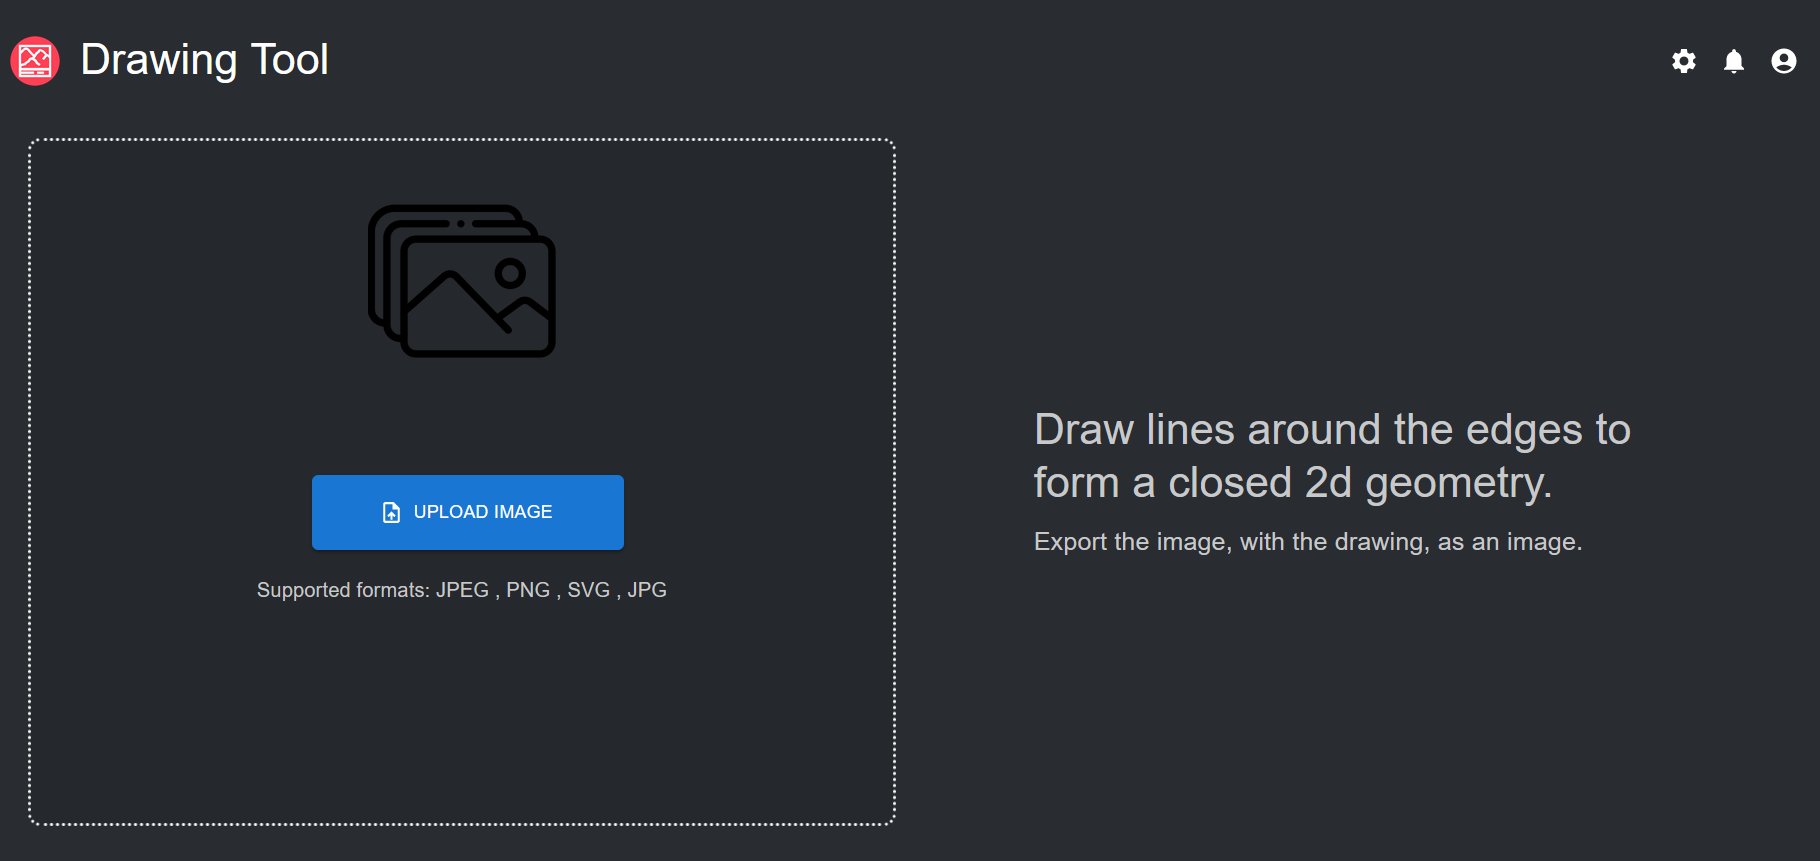 Drawing Tool
UPLOAD IMAGE
Supported formats: JPEG , PNG , SVG , JPG
Draw lines around the edges to
form a closed 2d geometry.
Export the image, with the drawing, as an image.